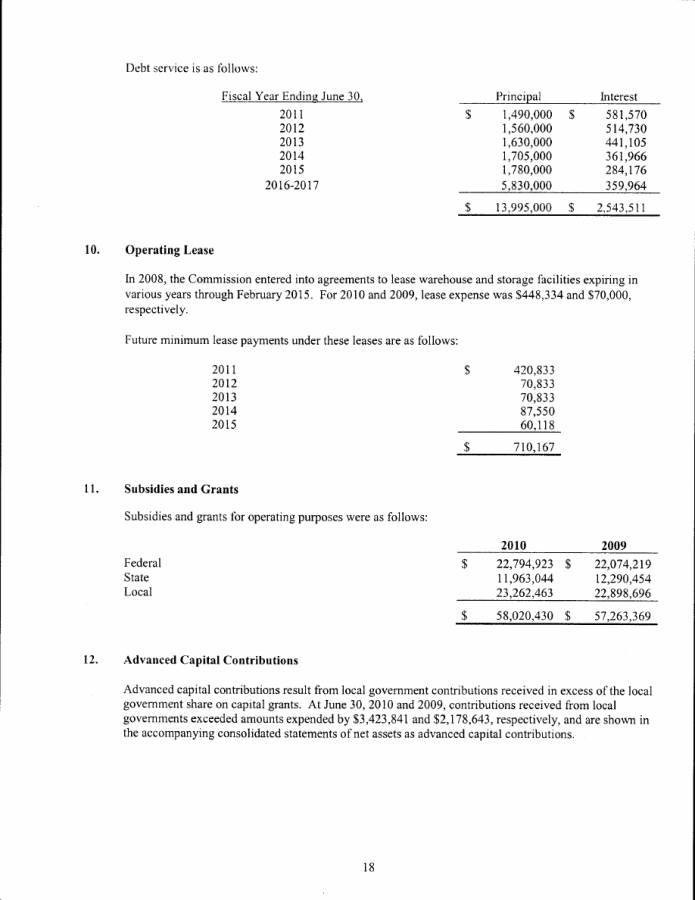 Debt service is as follows:
Fiscal Year Ending June 30, Principal Interest
2011 $ 1,490,000 $ 581,570
2012 1,560,000 514,730
2013 1,630,000 441,105
2014 1,705,000 361,966
2015 1,780,000 284,176
2016-2017 5,830,000 359,964
$ 13,995,000 $ 2,543,511
10. Operating Lease
In 2008, the Commission entered into agreements to lease warehouse and storage facilities expiring in
various years through February 2015. For 2010 and 2009, lease expense was $448,334 and $70,000,
respectively.
Future minimum lease payments under these leases are as follows:
2011 $ 420,833
2012 70,833
2013 70,833
2014 87,550
2015 60,118
$ 710,167
11. Subsidies and Grants
Subsidies and grants for operating purposes were as follows:
2010 2009
Federal $ 22,794,923 $ 22,074,219
State 11,963,044 12,290,454
Local 23,262,463 22,898,696
$ 58,020,430 $ 57,263,369
12. Advanced Capital Contributions
Advanced capital contributions result from local government contributions received in excess of the local
government share on capital grants. At June 30, 2010 and 2009, contributions received from local
governments exceeded amounts expended by $3,423,841 and $2,178,643, respectively, and are shown in
the accompanying consolidated statements of net assets as advanced capital contributions.
18